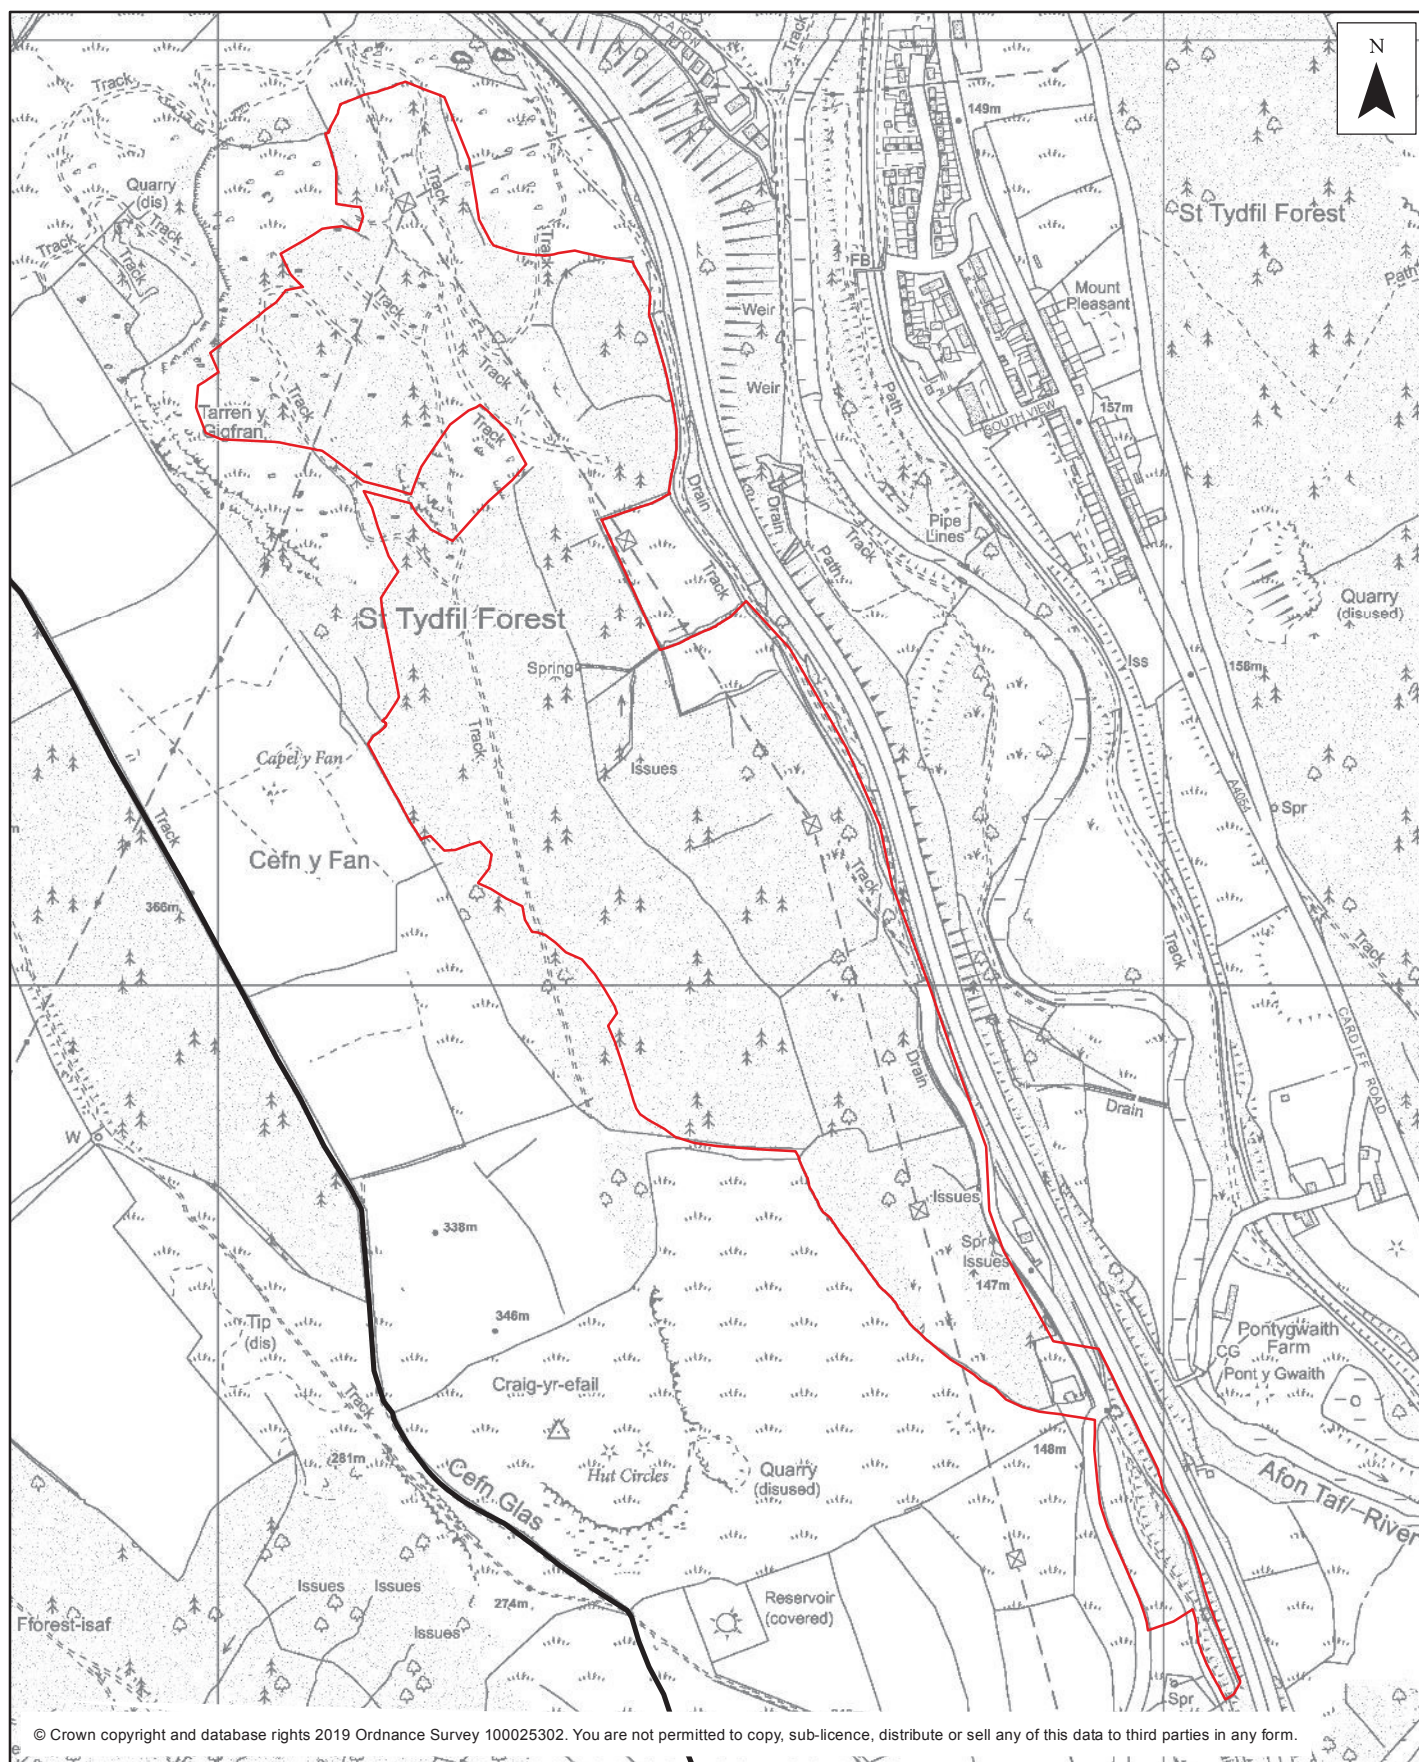 N
Track
Track
149m
Quarry
(dis)
Track
Track
Track
Track
St Tydfil Forest
FB
Path
Mount
Pleasant
Track
Track
Weir
Track
Weir
Path
157m
SOUTH VIEW
Tarren y
Gigfran
Track
Track
Drain
Drain
Pipe
Lines
Track
Path
Track
Quarry
(disused)
St Tydfil Forest
Spring
Iss
158m
Track
Capel y Fan
Issues
A4054
Spr
Track
Cefn y Fan
Track
366m
Track
Track
CARDIFF ROAD
Drain
Drain
W
Issues
338m
Spr
Issues
147m
Tip
(dis)
346m
Pontygwaith
Farm
CG
Pont y Gwaith
Craig-yr-efail
Track
148m
281m
Cefn Glas
Hut Circles
Quarry
(disused)
Afon Taf/-River
Issues
Issues
274m
Reservoir
(covered)
Fforest-isaf
Issues
Spr
© Crown copyright and database rights 2019 Ordnance Survey 100025302. You are not permitted to copy, sub-licence, distribute or sell any of this data to third parties in any form.